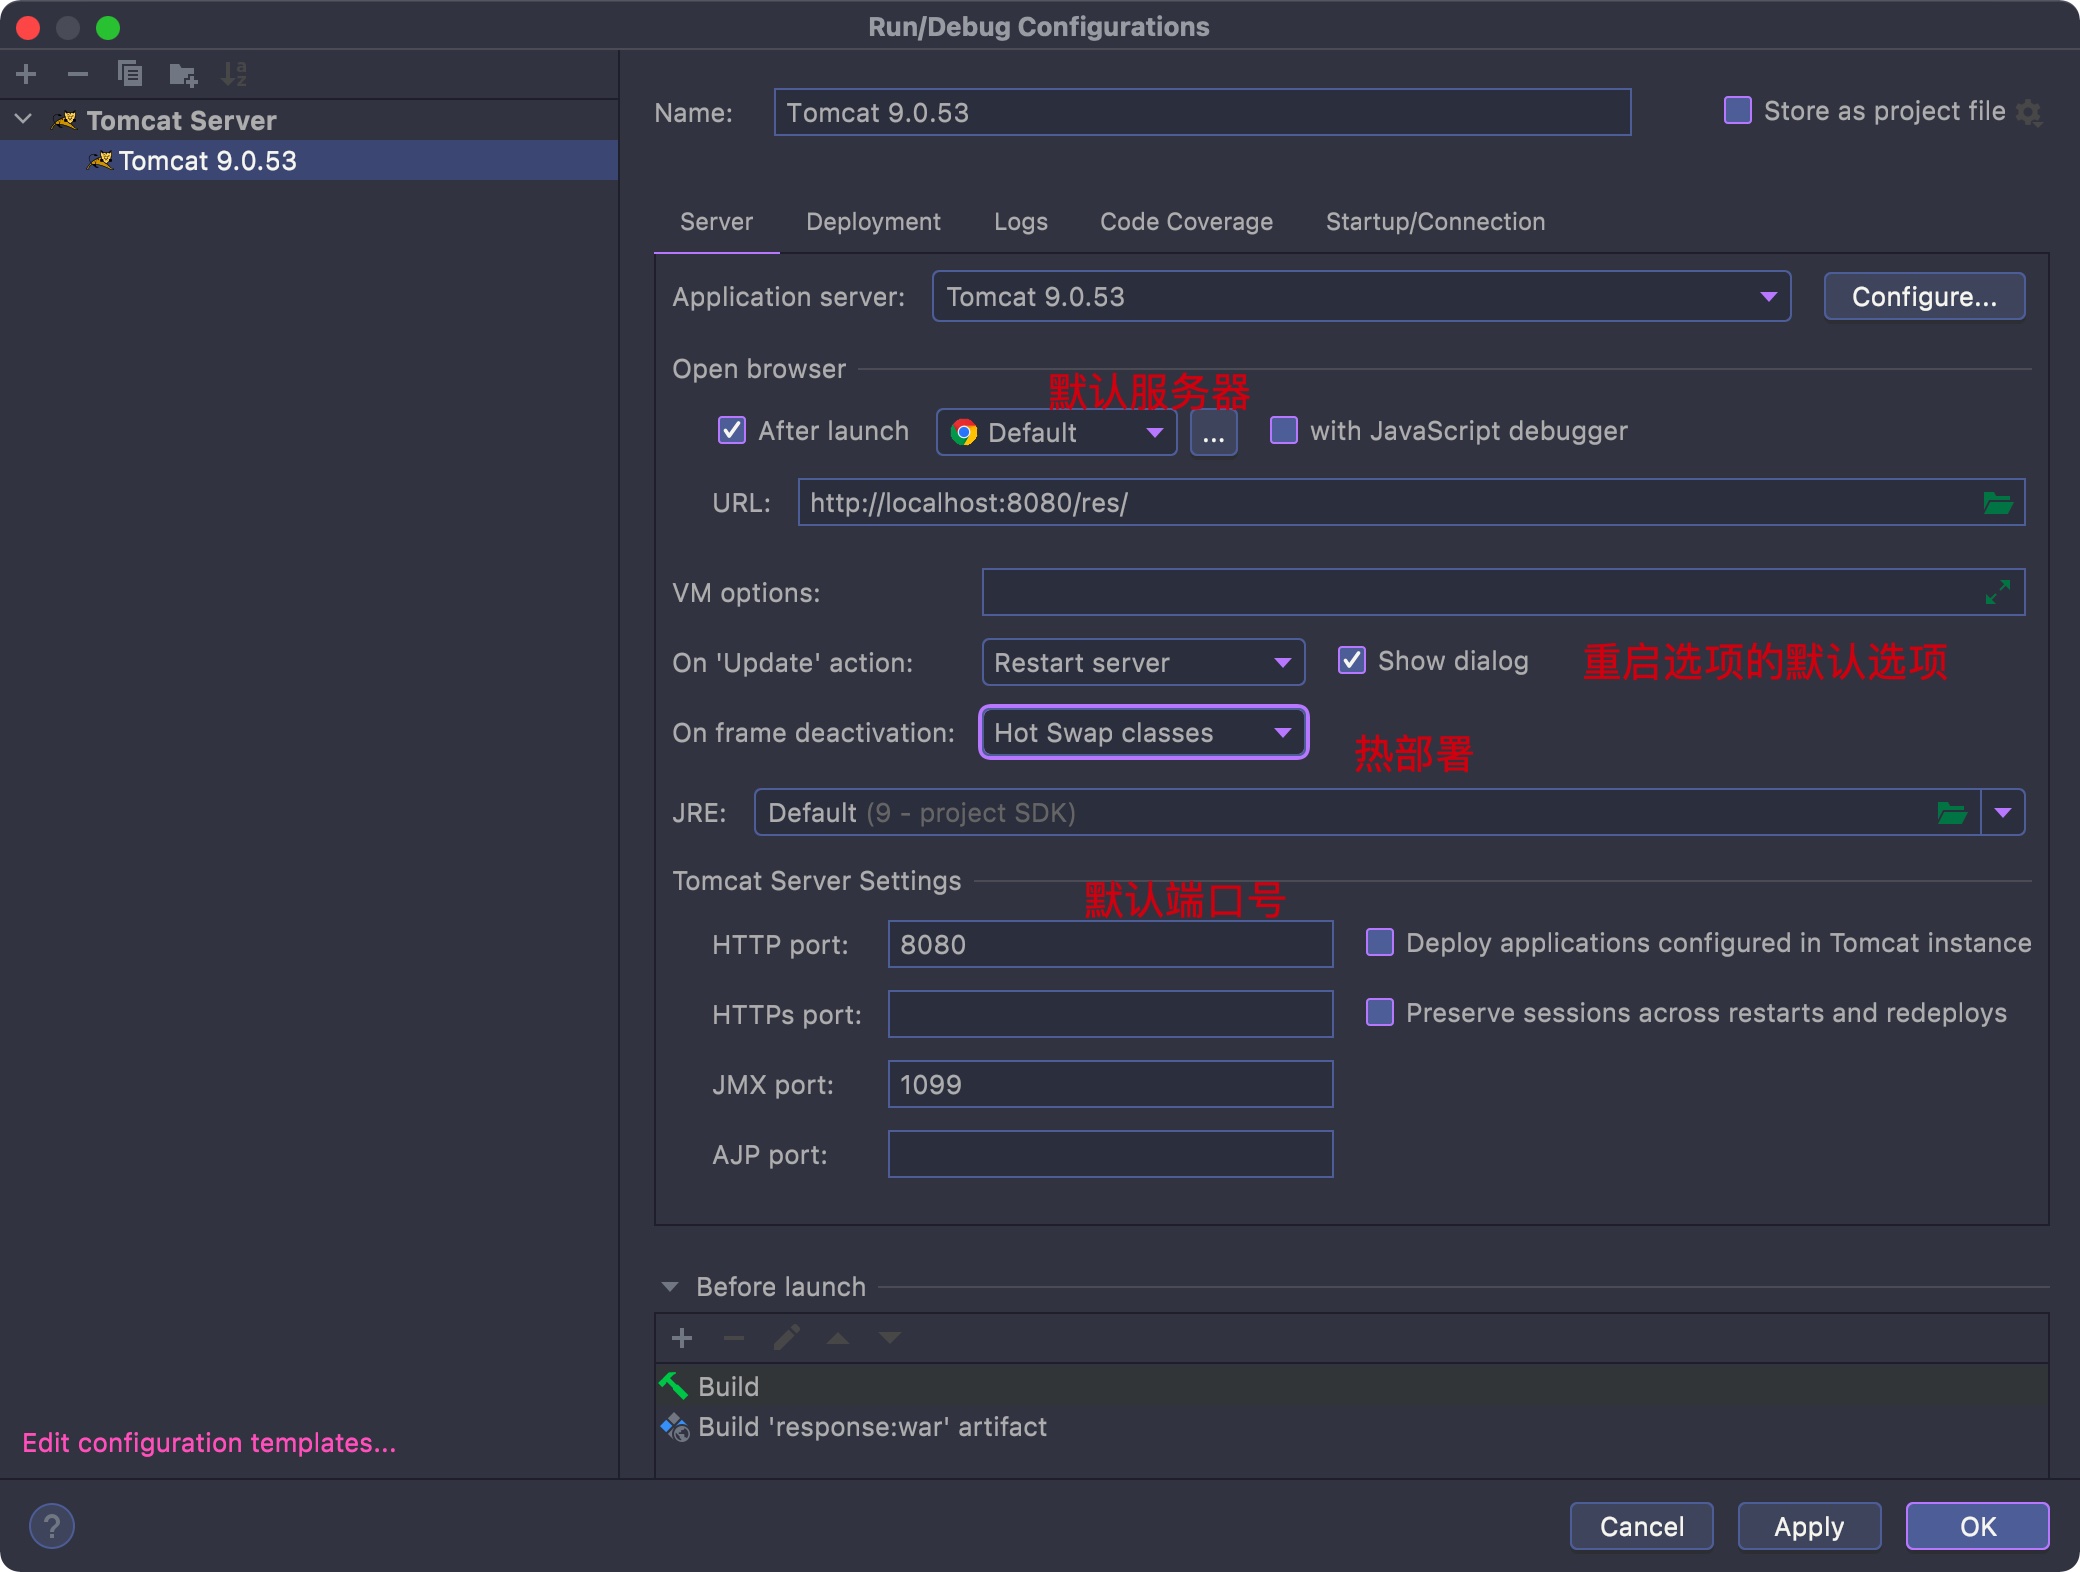 Run/Debug Configurations
Tomcat Server
Tomcat 9.0.53
Name: Tomcat 9.0.53 Store as project file
Server Deployment Logs Code Coverage Startup/Connection
Application server: Tomcat 9.0.53 Configure...
Open browser
默认服务器
After launch Default ... with JavaScript debugger
URL: http://localhost:8080/res/
VM options:
On 'Update' action: Restart server Show dialog 重启选项的默认选项
On frame deactivation: Hot Swap classes 热部署
JRE: Default (9 - project SDK)
Tomcat Server Settings
默认端口号
HTTP port: 8080 Deploy applications configured in Tomcat instance
HTTPs port: Preserve sessions across restarts and redeploys
JMX port: 1099
AJP port:
Before launch
Build
Build 'response:war' artifact
Edit configuration templates...
? Cancel Apply OK